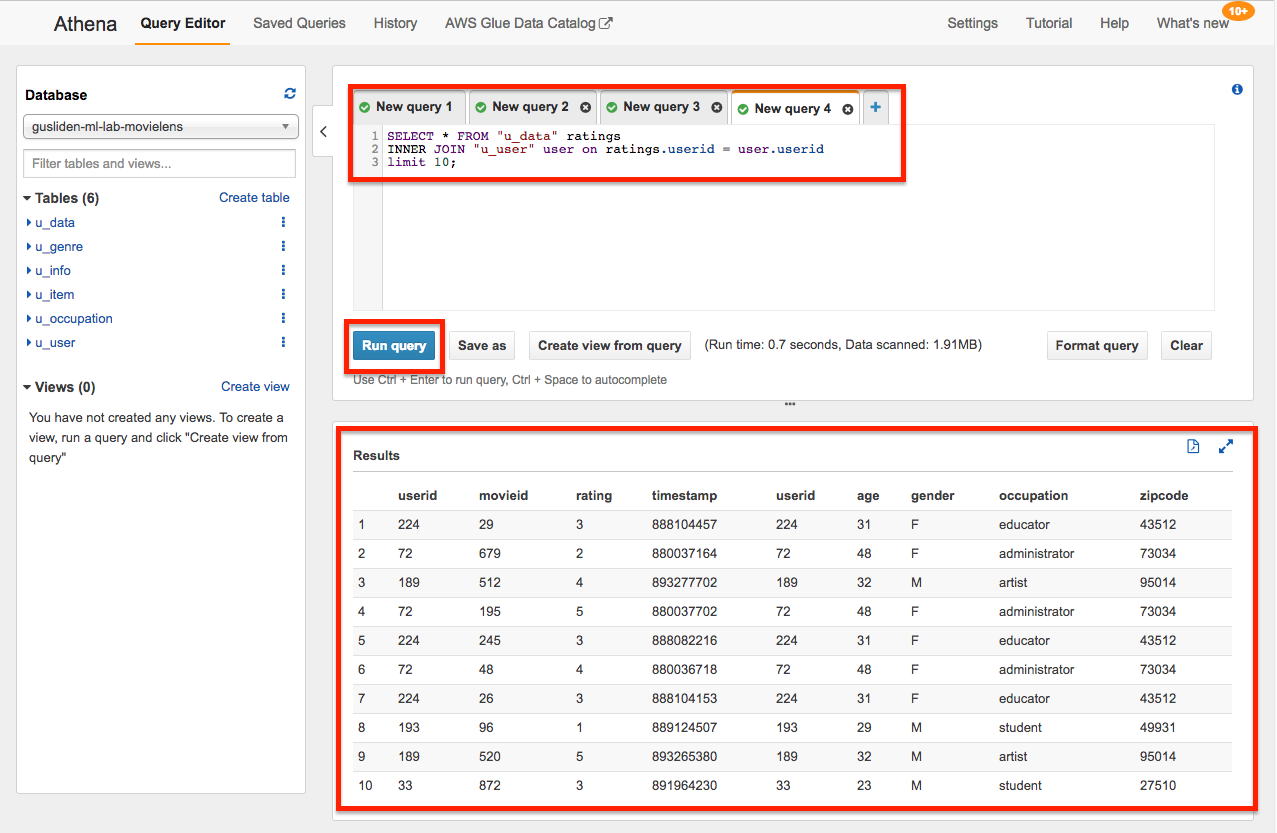 Athena Query Editor Saved Queries History AWS Glue Data Catalog Settings Tutorial Help What's new 10+
Database
gusliden-ml-lab-movielens
Filter tables and views...
Tables (6) Create table
u_data
u_genre
u_info
u_item
u_occupation
u_user
Views (0) Create view
You have not created any views. To create a
view, run a query and click "Create view from
query"
New query 1 New query 2 New query 3 New query 4 +
1 SELECT * FROM "u_data" ratings
2 INNER JOIN "u_user" user on ratings.userid = user.userid
3 limit 10;
Run query Save as Create view from query (Run time: 0.7 seconds, Data scanned: 1.91MB) Format query Clear
Use Ctrl + Enter to run query, Ctrl + Space to autocomplete
Results
userid movieid rating timestamp userid age gender occupation zipcode
1 224 29 3 888104457 224 31 F educator 43512
2 72 679 2 880037164 72 48 F administrator 73034
3 189 512 4 893277702 189 32 M artist 95014
4 72 195 5 880037702 72 48 F administrator 73034
5 224 245 3 888082216 224 31 F educator 43512
6 72 48 4 880036718 72 48 F administrator 73034
7 224 26 3 888104153 224 31 F educator 43512
8 193 96 1 889124507 193 29 M student 49931
9 189 520 5 893265380 189 32 M artist 95014
10 33 872 3 891964230 33 23 M student 27510